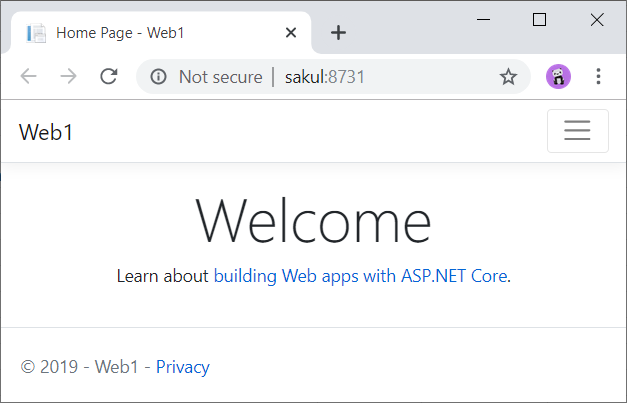 Home Page - Web1
Not secure | sakul:8731
Web1
Welcome
Learn about building Web apps with ASP.NET Core.
© 2019 - Web1 - Privacy